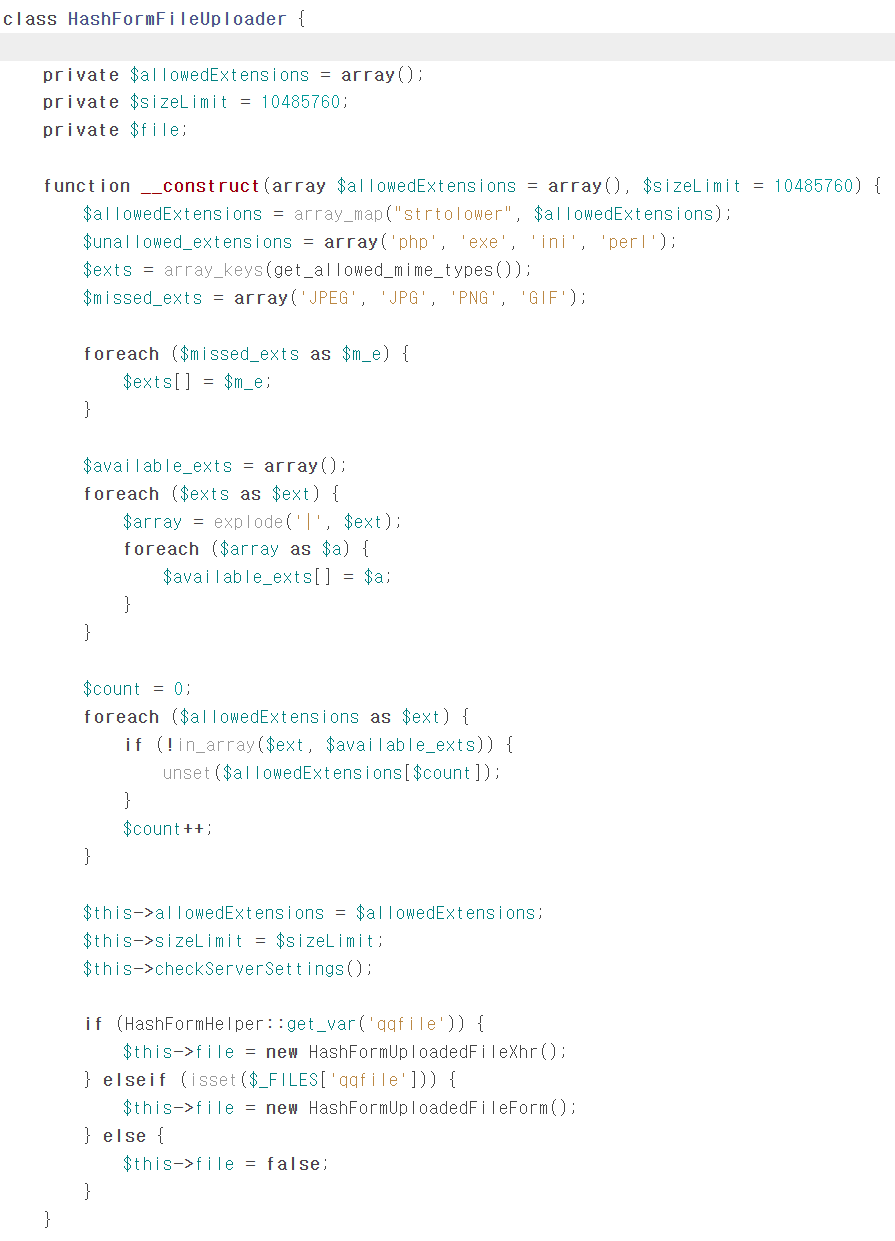 class HashFormFileUploader {
private $allowedExtensions = array();
private $sizeLimit = 10485760;
private $file;
function __construct(array $allowedExtensions = array(), $sizeLimit = 10485760) {
$allowedExtensions = array_map("strtolower", $allowedExtensions);
$unallowed_extensions = array('php', 'exe', 'ini', 'perl');
$exts = array_keys(get_allowed_mime_types());
$missed_exts = array('JPEG', 'JPG', 'PNG', 'GIF');
foreach ($missed_exts as $m_e) {
$exts[] = $m_e;
}
$available_exts = array();
foreach ($exts as $ext) {
$array = explode('|', $ext);
foreach ($array as $a) {
$available_exts[] = $a;
}
}
$count = 0;
foreach ($allowedExtensions as $ext) {
if (!in_array($ext, $available_exts)) {
unset($allowedExtensions[$count]);
}
$count++;
}
$this->allowedExtensions = $allowedExtensions;
$this->sizeLimit = $sizeLimit;
$this->checkServerSettings();
if (HashFormHelper::get_var('qqfile')) {
$this->file = new HashFormUploadedFileXhr();
} elseif (isset($_FILES['qqfile'])) {
$this->file = new HashFormUploadedFileForm();
} else {
$this->file = false;
}
}